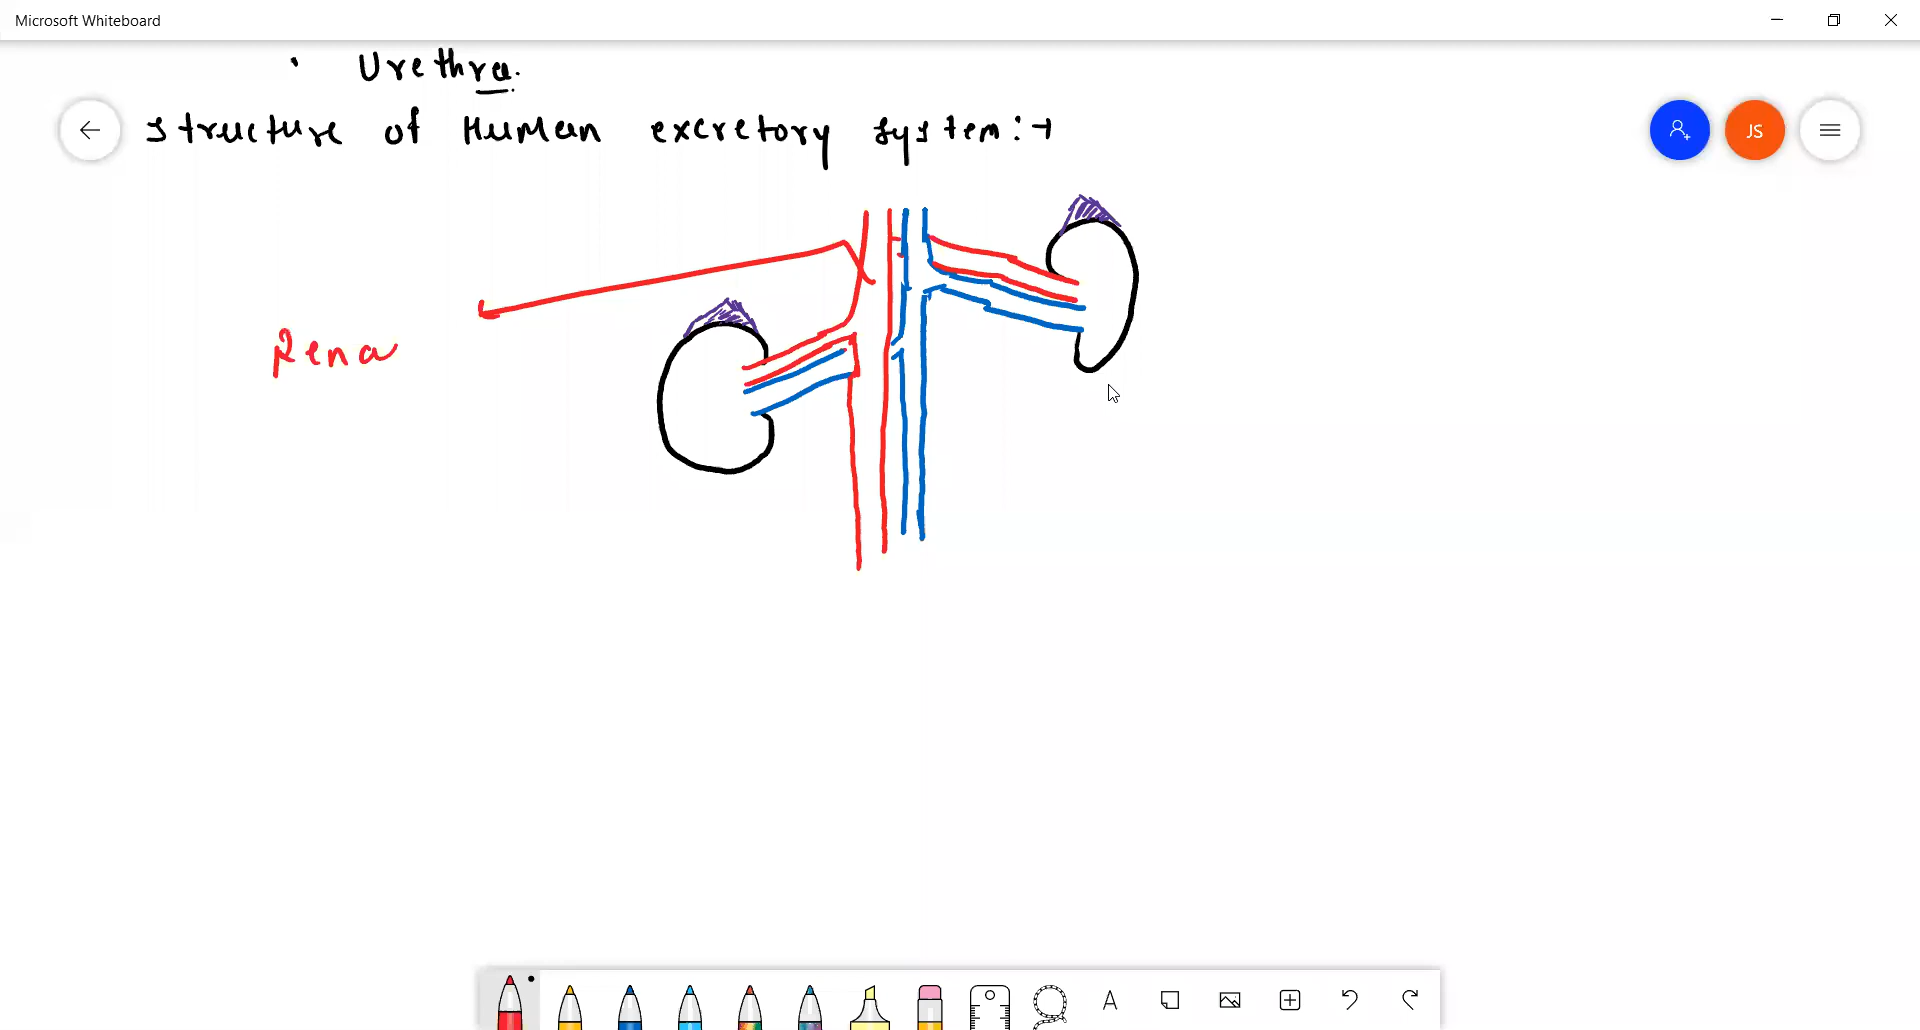 Microsoft Whiteboard
• Urethra.
structure of Human excretory system:→
JS
Rena
A